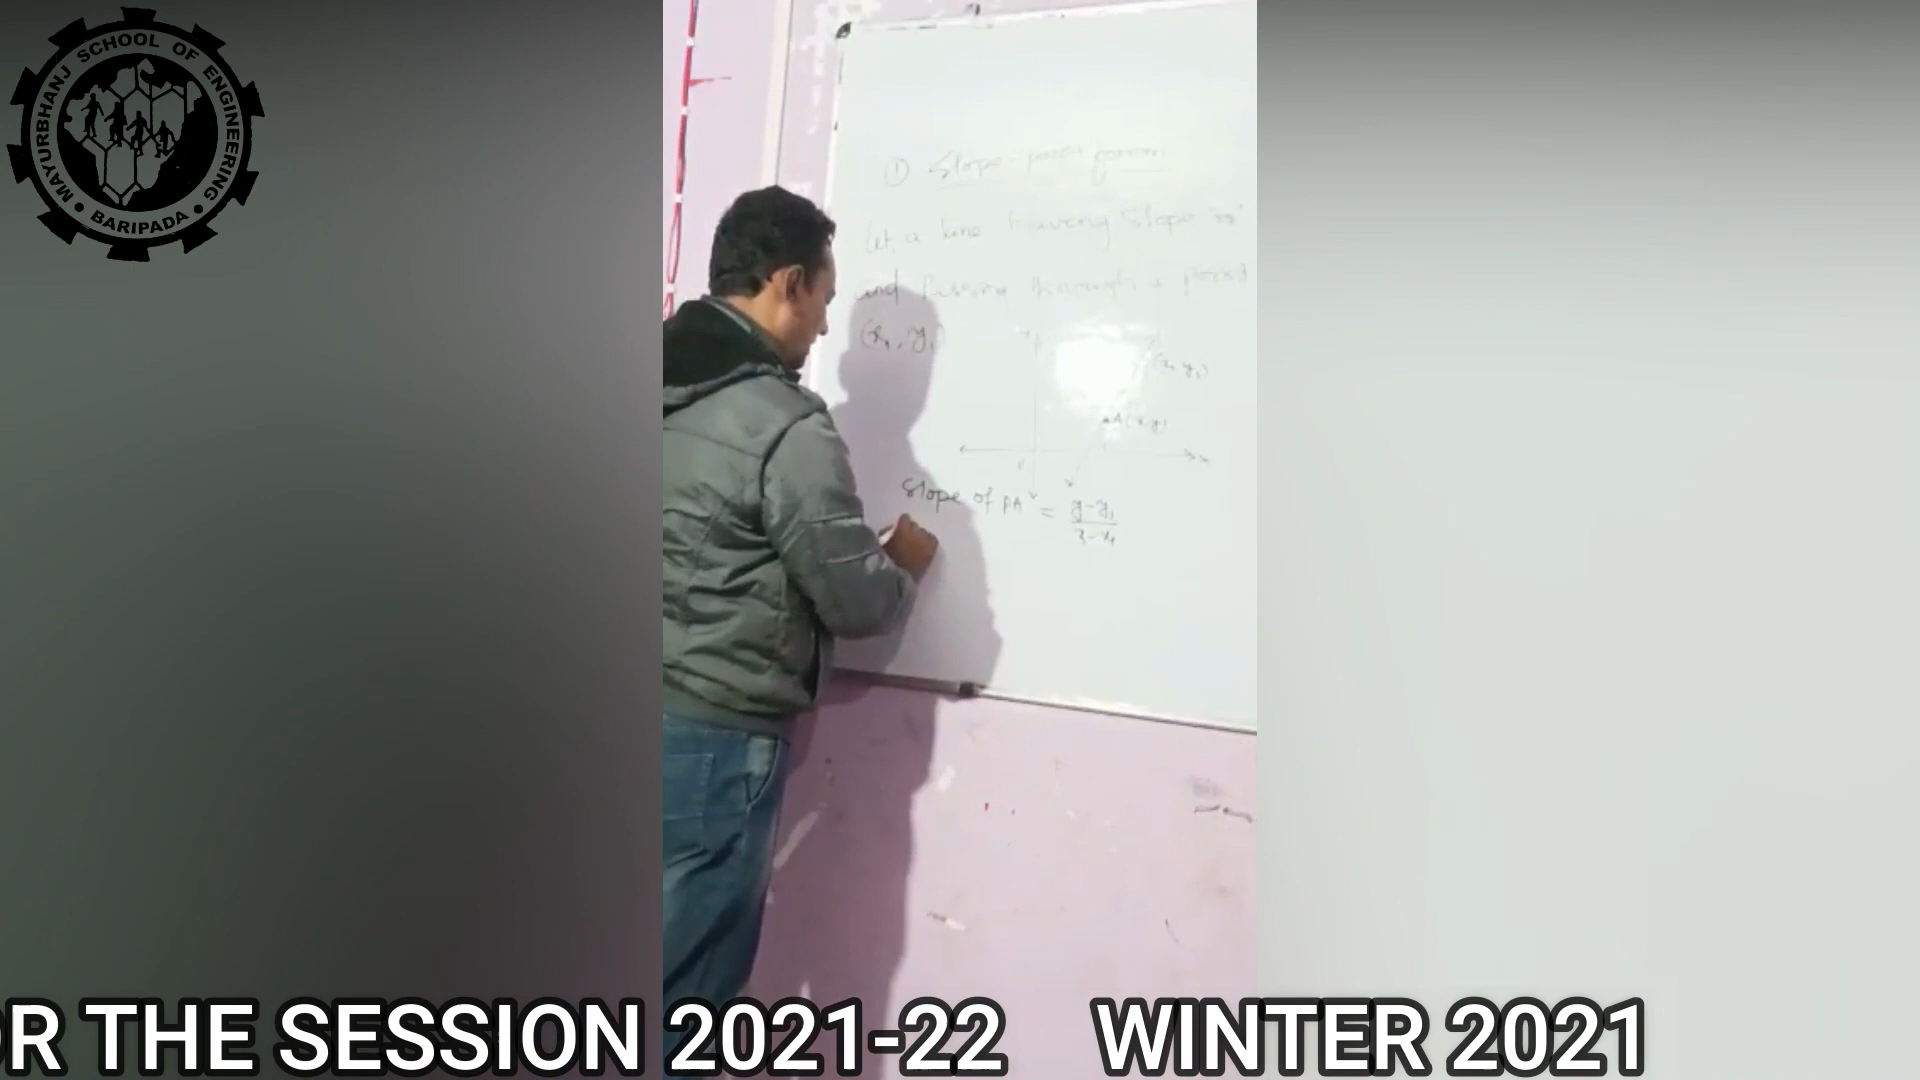 MAYURBHANJ SCHOOL OF ENGINEERING
• BARIPADA •
① Slope-point form
Let a line having slope 'm'
and passing through a point
(x₁, y₁)
(x₁, y₁)
A(x, y)
Slope of PA = y-y₁
x-x₁
R THE SESSION 2021-22 WINTER 2021